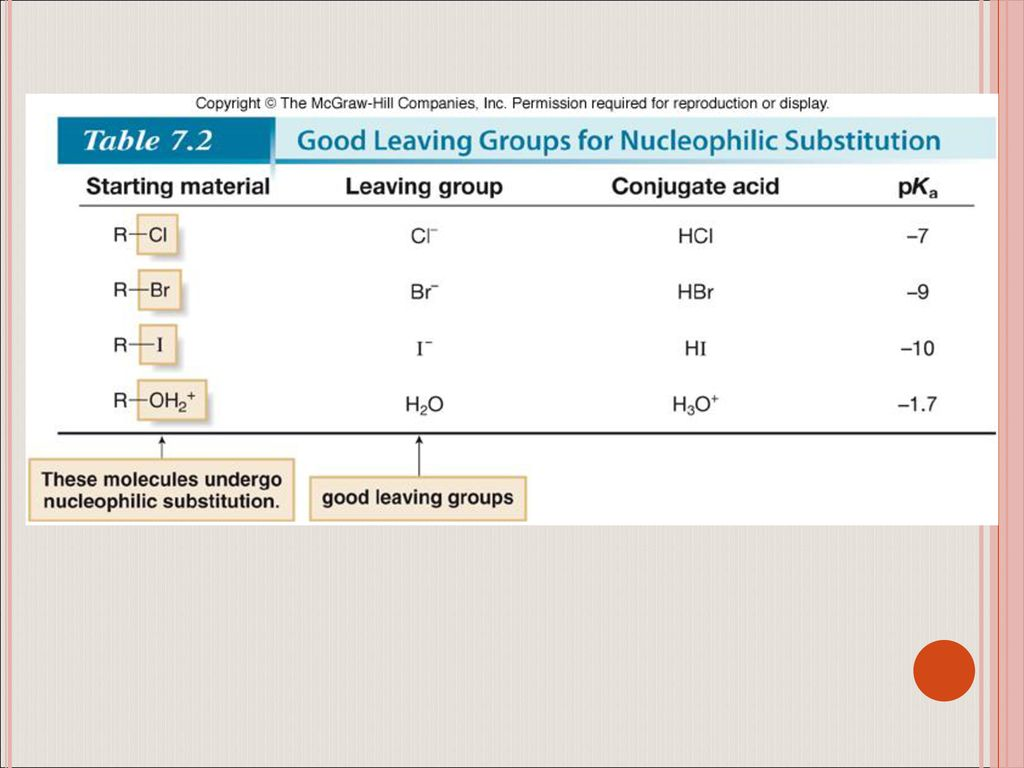 Copyright © The McGraw-Hill Companies, Inc. Permission required for reproduction or display.
Table 7.2 Good Leaving Groups for Nucleophilic Substitution
Starting material Leaving group Conjugate acid pKₐ
R–Cl Cl⁻ HCl –7
R–Br Br⁻ HBr –9
R–I I⁻ HI –10
R–OH₂⁺ H₂O H₃O⁺ –1.7
These molecules undergo
nucleophilic substitution.
good leaving groups